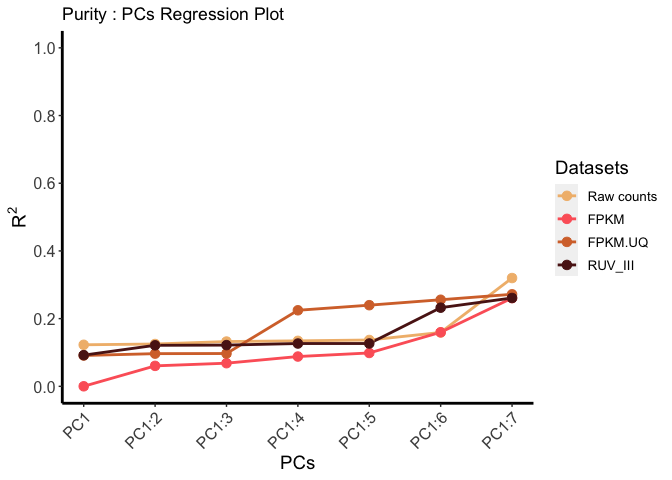 Purity : PCs Regression Plot
1.0
0.8
0.6
0.4
0.2
0.0
R2
PC1
PC1:2
PC1:3
PC1:4
PC1:5
PC1:6
PC1:7
PCs
Datasets
Raw counts
FPKM
FPKM.UQ
RUV_III